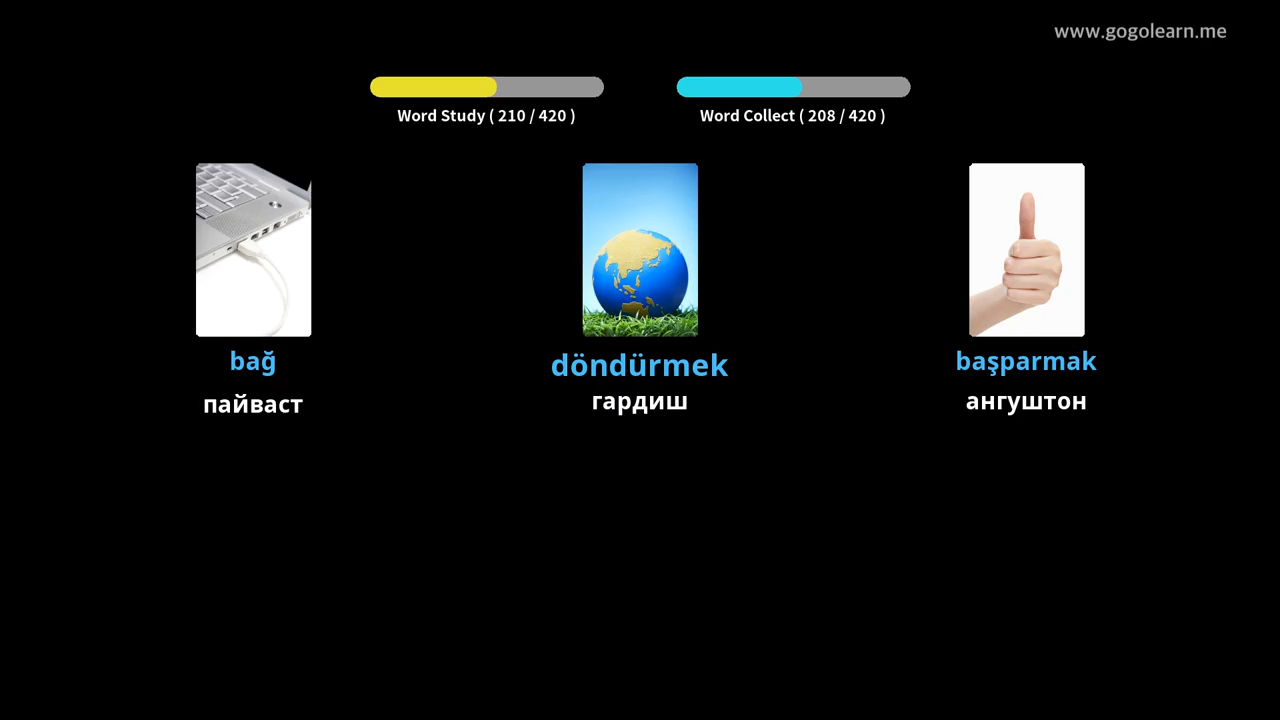 www.gogolearn.me
Word Study ( 210 / 420 )
Word Collect ( 208 / 420 )
bağ
döndürmek
başparmak
пайваст
гардиш
ангуштон